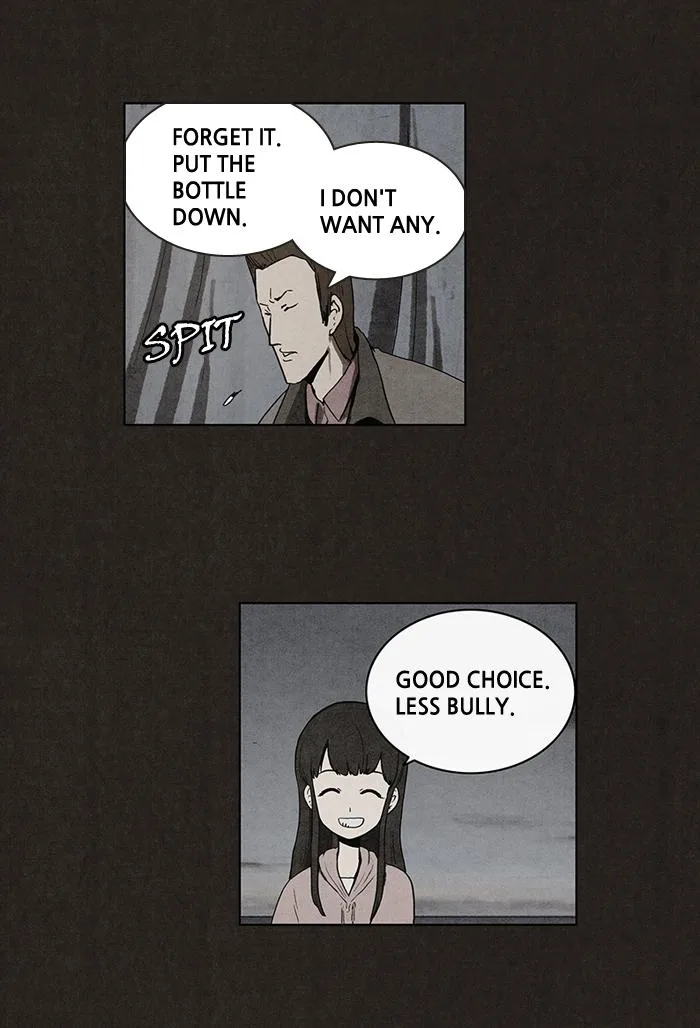 FORGET IT.
PUT THE
BOTTLE
DOWN.
I DON'T
WANT ANY.
SPIT
GOOD CHOICE.
LESS BULLY.